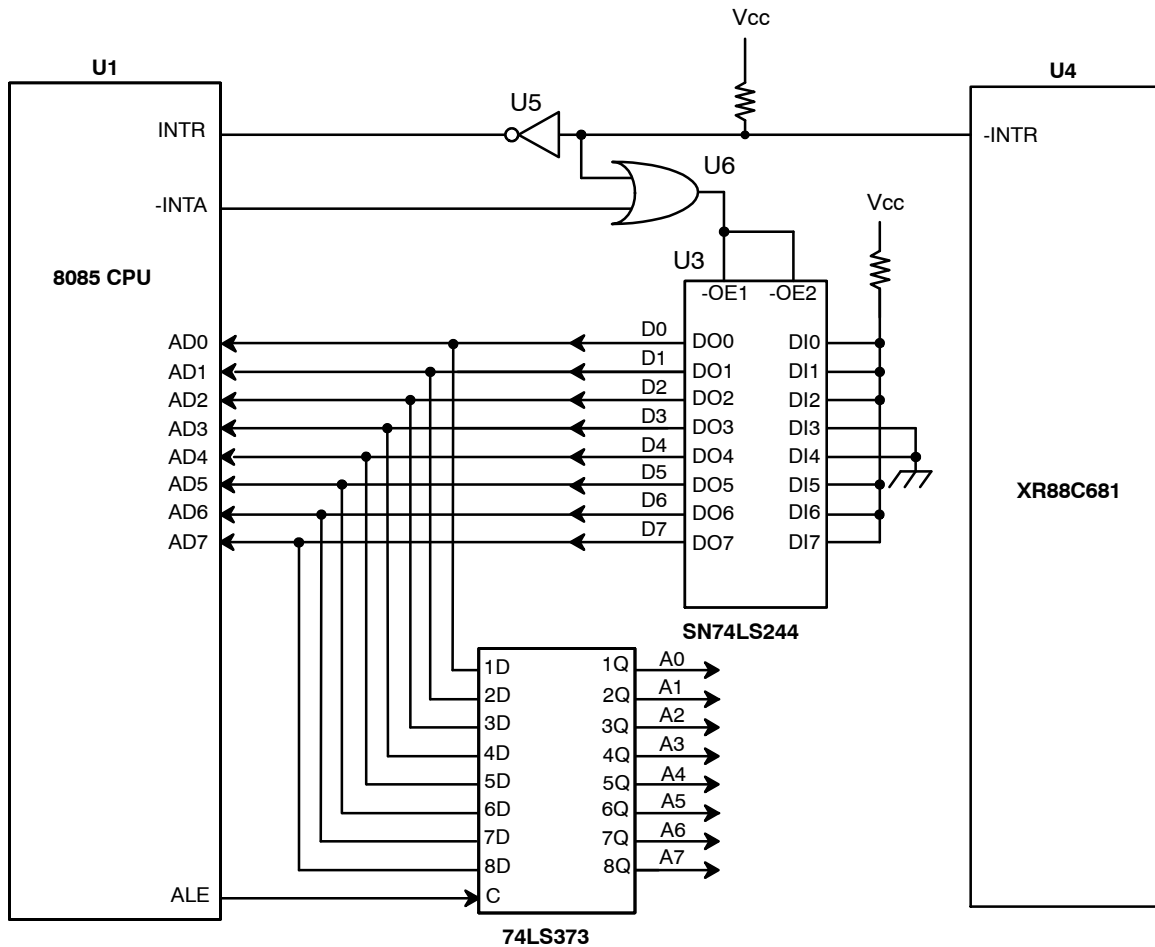 Vcc
U1
U4
U5
INTR
-INTR
U6
-INTA
Vcc
8085 CPU
U3
-OE1
-OE2
AD0
D0
DO0
DI0
AD1
D1
DO1
DI1
AD2
D2
DO2
DI2
AD3
D3
DO3
DI3
AD4
D4
DO4
DI4
AD5
D5
DO5
DI5
AD6
D6
DO6
DI6
AD7
D7
DO7
DI7
XR88C681
SN74LS244
1D
1Q
A0
2D
2Q
A1
3D
3Q
A2
4D
4Q
A3
5D
5Q
A4
6D
6Q
A5
7D
7Q
A6
8D
8Q
A7
ALE
C
74LS373